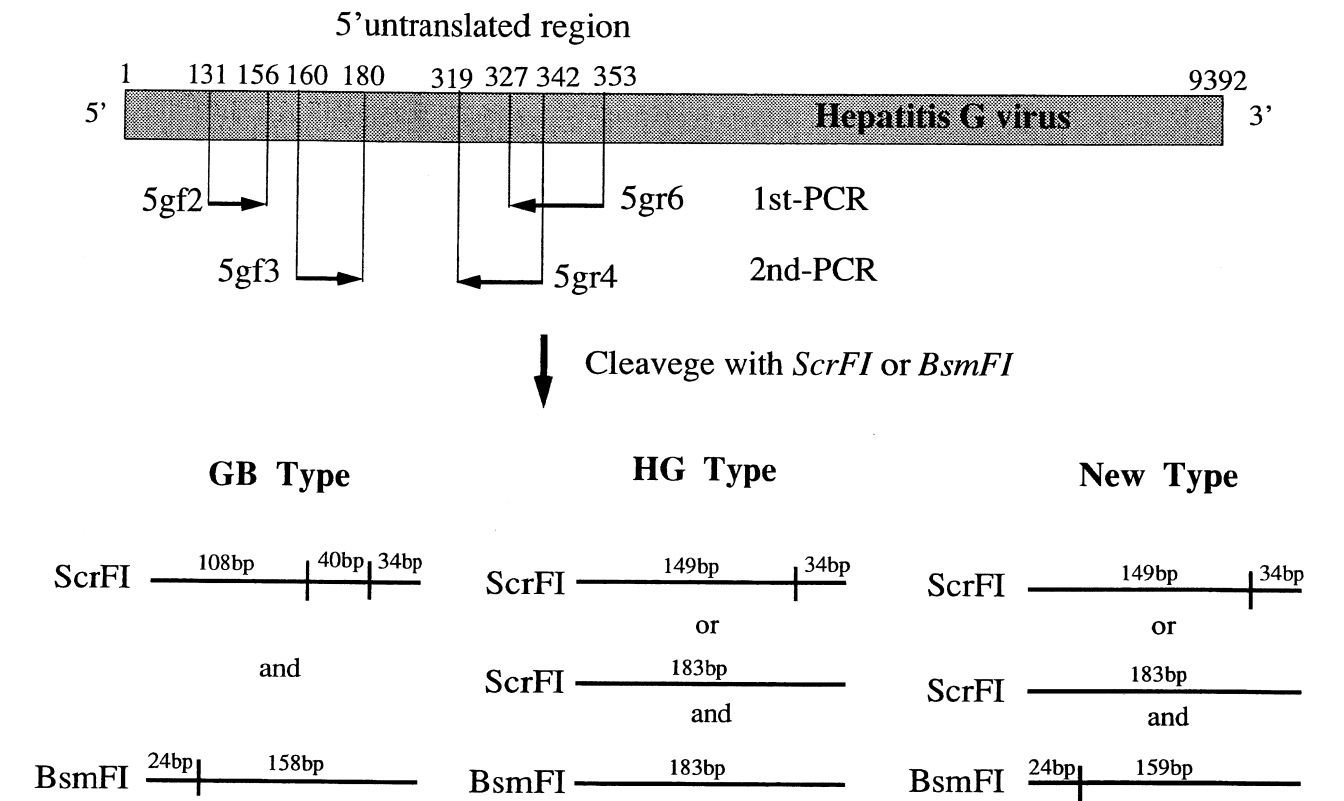 5'untranslated region
1 131 156 160 180 319 327 342 353 9392
5' Hepatitis G virus 3'
5gf2 5gr6 1st-PCR
5gf3 5gr4 2nd-PCR
Cleavege with ScrFI or BsmFI
GB Type HG Type New Type
108bp 40bp 34bp 149bp 34bp 149bp 34bp
ScrFI ScrFI ScrFI
or or
and 183bp 183bp
ScrFI ScrFI
and and
24bp 158bp 183bp 24bp 159bp
BsmFI BsmFI BsmFI